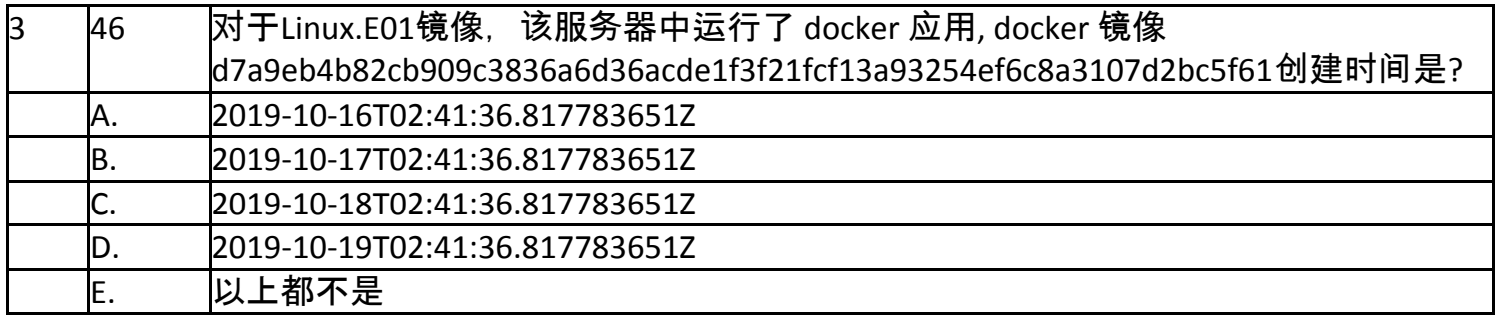 3 46 对于Linux.E01镜像，该服务器中运行了 docker 应用, docker 镜像
d7a9eb4b82cb909c3836a6d36acde1f3f21fcf13a93254ef6c8a3107d2bc5f61创建时间是?
A. 2019-10-16T02:41:36.817783651Z
B. 2019-10-17T02:41:36.817783651Z
C. 2019-10-18T02:41:36.817783651Z
D. 2019-10-19T02:41:36.817783651Z
E. 以上都不是